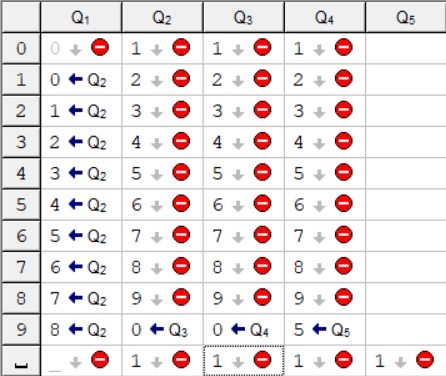 Q₁ Q₂ Q₃ Q₄ Q₅
0 0 ↓ ⛔ 1 ↓ ⛔ 1 ↓ ⛔ 1 ↓ ⛔
1 0 ← Q₂ 2 ↓ ⛔ 2 ↓ ⛔ 2 ↓ ⛔
2 1 ← Q₂ 3 ↓ ⛔ 3 ↓ ⛔ 3 ↓ ⛔
3 2 ← Q₂ 4 ↓ ⛔ 4 ↓ ⛔ 4 ↓ ⛔
4 3 ← Q₂ 5 ↓ ⛔ 5 ↓ ⛔ 5 ↓ ⛔
5 4 ← Q₂ 6 ↓ ⛔ 6 ↓ ⛔ 6 ↓ ⛔
6 5 ← Q₂ 7 ↓ ⛔ 7 ↓ ⛔ 7 ↓ ⛔
7 6 ← Q₂ 8 ↓ ⛔ 8 ↓ ⛔ 8 ↓ ⛔
8 7 ← Q₂ 9 ↓ ⛔ 9 ↓ ⛔ 9 ↓ ⛔
9 8 ← Q₂ 0 ← Q₃ 0 ← Q₄ 5 ← Q₅
␣ _ ↓ ⛔ 1 ↓ ⛔ 1 ↓ ⛔ 1 ↓ ⛔ 1 ↓ ⛔